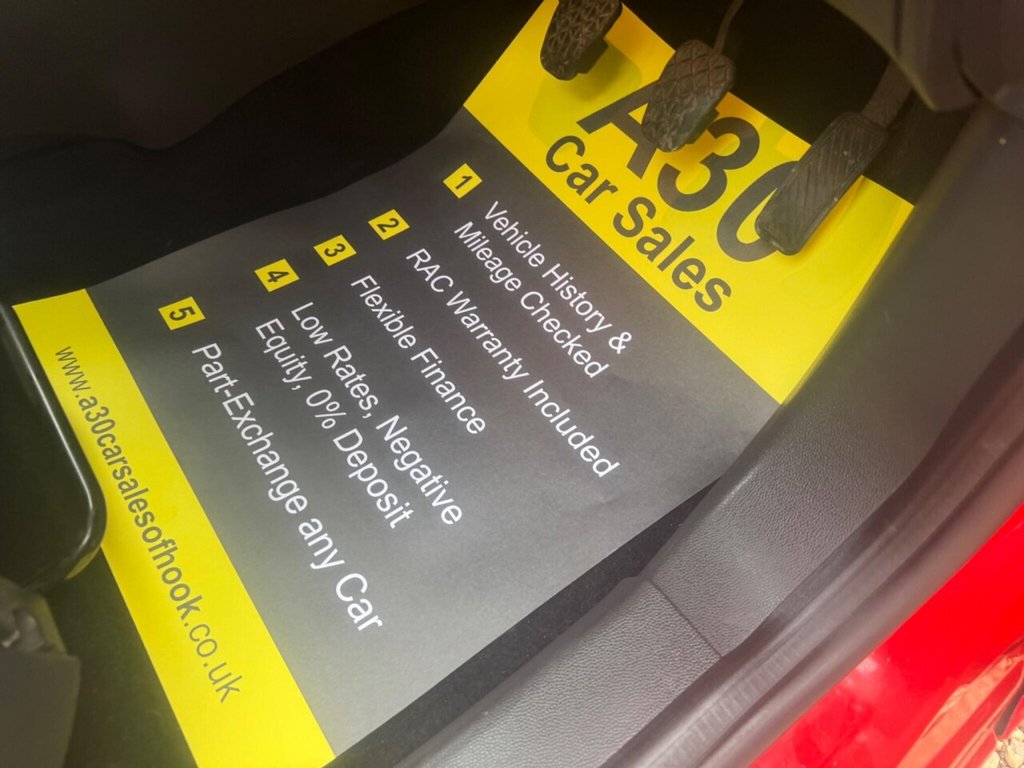 A30
Car Sales
1 Vehicle History &
Mileage Checked
2 RAC Warranty Included
3 Flexible Finance
4 Low Rates, Negative
Equity, 0% Deposit
5 Part-Exchange any Car
www.a30carsalesofhook.co.uk